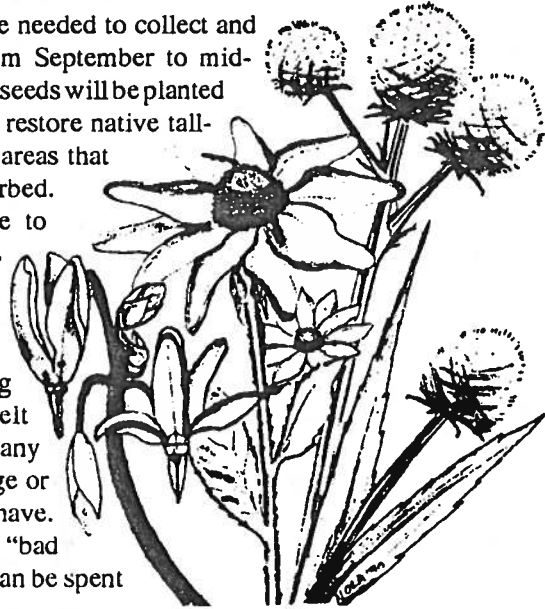 e needed to collect and
m September to mid-
seeds will be planted
restore native tall-
areas that
rbed.
e to
g
elt
any
ge or
have.
“bad
an be spent